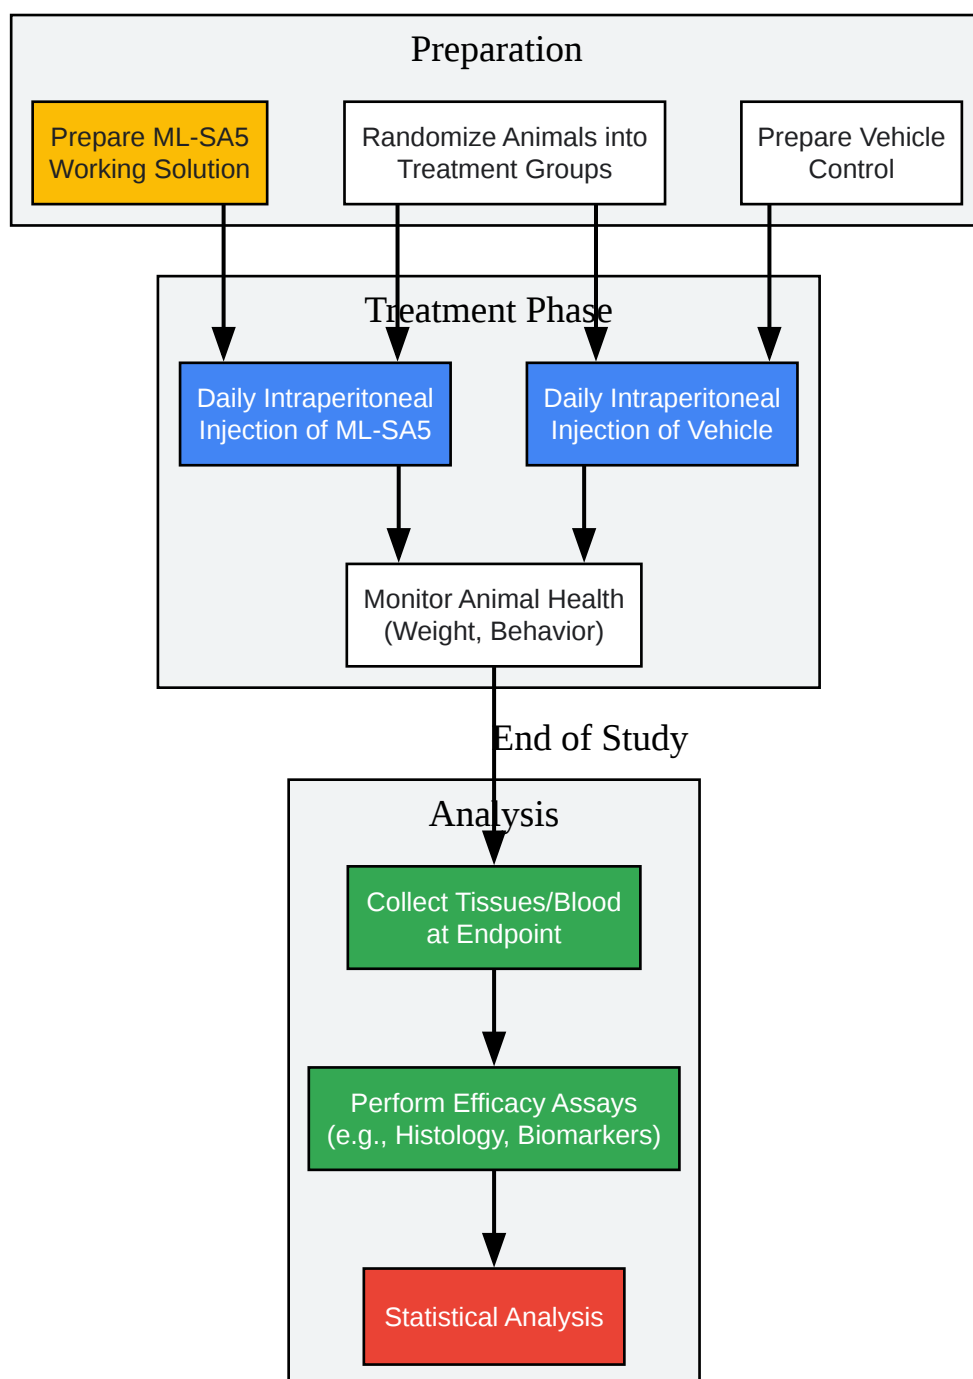 Preparation
Prepare ML-SA5
Working Solution
Randomize Animals into
Treatment Groups
Prepare Vehicle
Control
Treatment Phase
Daily Intraperitoneal
Injection of ML-SA5
Daily Intraperitoneal
Injection of Vehicle
Monitor Animal Health
(Weight, Behavior)
End of Study
Analysis
Collect Tissues/Blood
at Endpoint
Perform Efficacy Assays
(e.g., Histology, Biomarkers)
Statistical Analysis